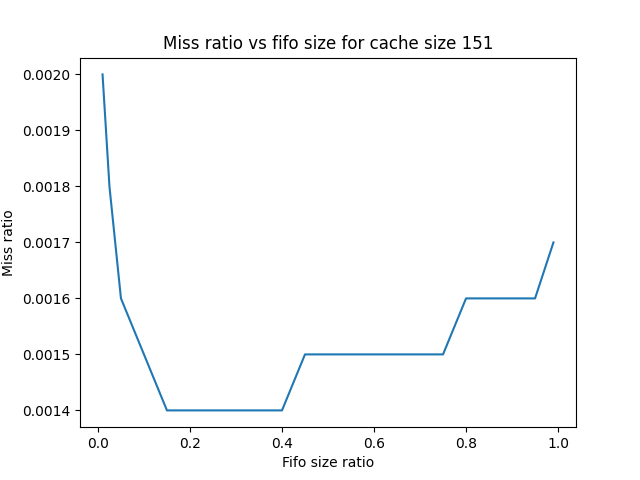 Miss ratio vs fifo size for cache size 151
0.0020
0.0019
0.0018
0.0017
0.0016
0.0015
0.0014
Miss ratio
0.0 0.2 0.4 0.6 0.8 1.0
Fifo size ratio